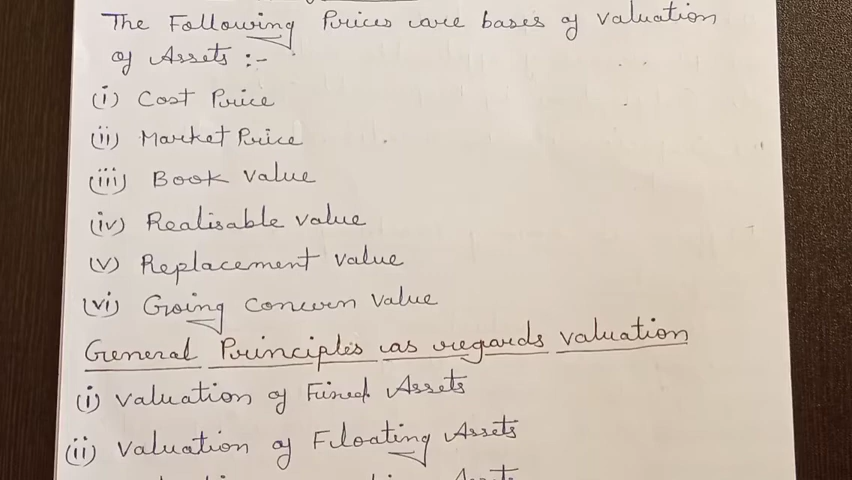 The Following Prices are bases of Valuation
of Assets :-
(i) Cost Price
(ii) Market Price
(iii) Book Value
(iv) Realisable Value
(v) Replacement Value
(vi) Going Concern Value
General Principles as regards Valuation
(i) Valuation of Fixed Assets
(ii) Valuation of Floating Assets